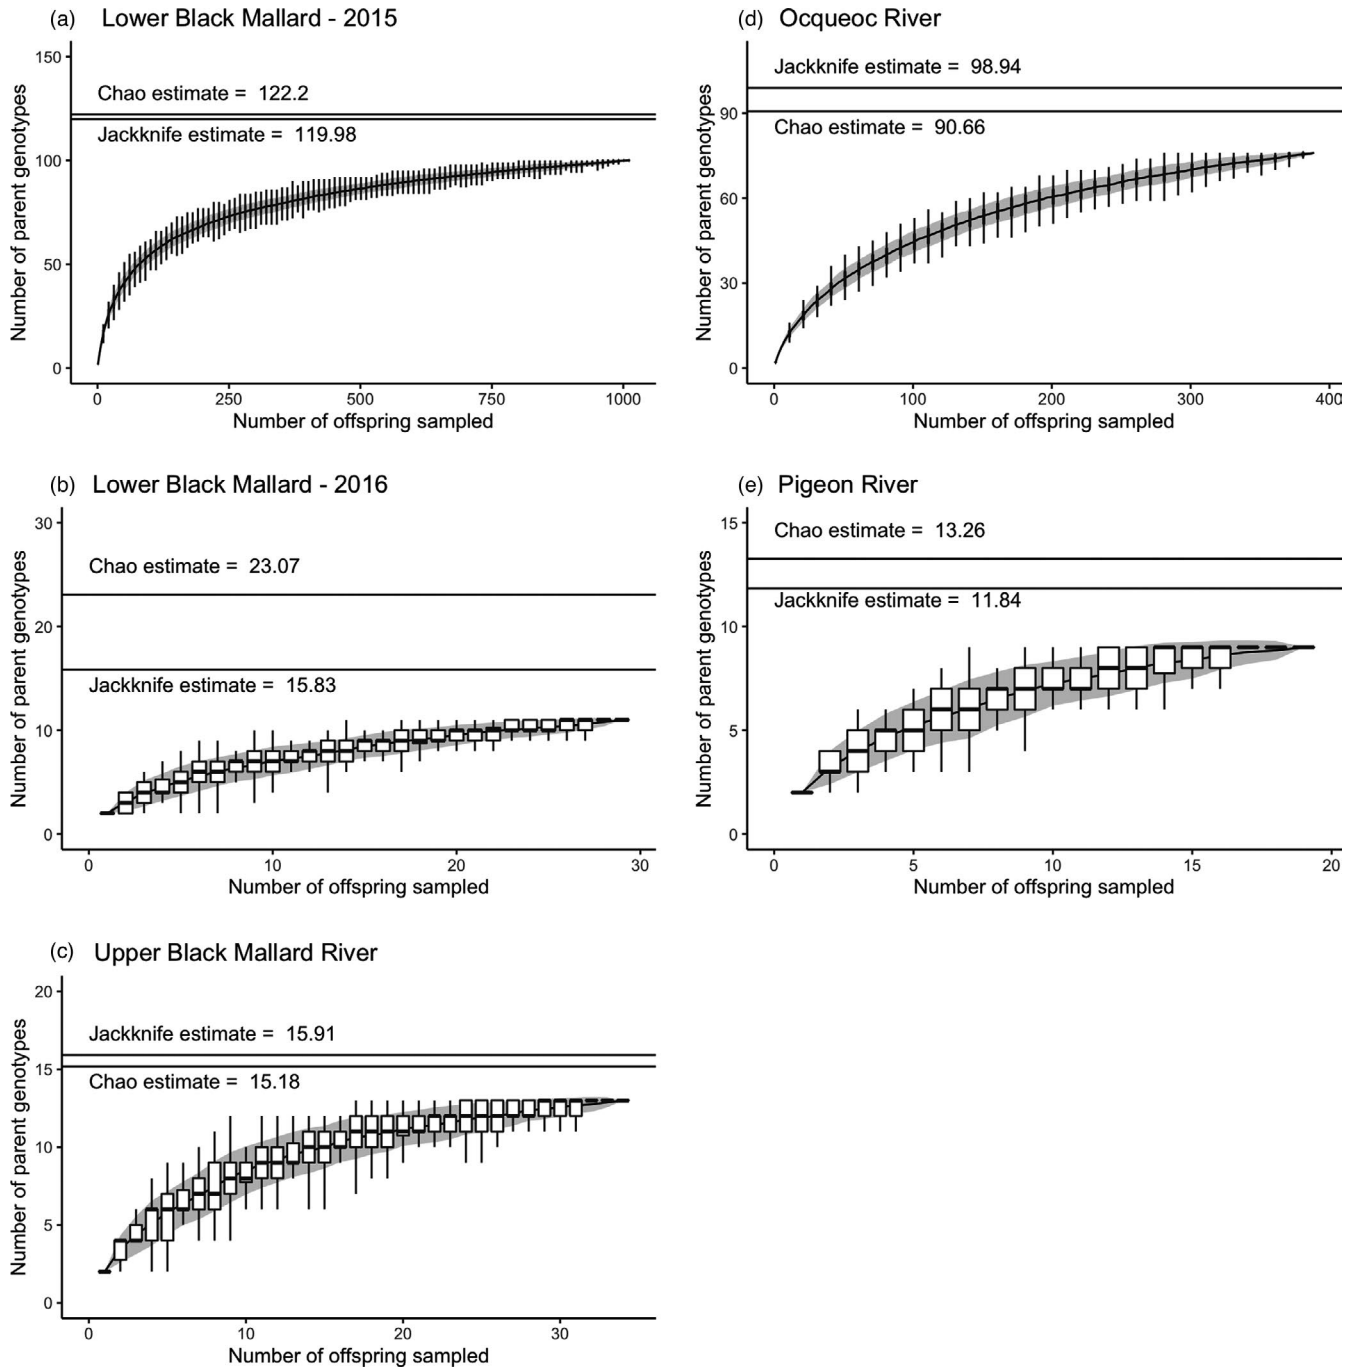 (a) Lower Black Mallard - 2015
150
100
50
0
Number of parent genotypes
Chao estimate = 122.2
Jackknife estimate = 119.98
0 250 500 750 1000
Number of offspring sampled
(d) Ocqueoc River
90
60
30
0
Number of parent genotypes
Jackknife estimate = 98.94
Chao estimate = 90.66
0 100 200 300 400
Number of offspring sampled
(b) Lower Black Mallard - 2016
30
20
10
0
Number of parent genotypes
Chao estimate = 23.07
Jackknife estimate = 15.83
0 10 20 30
Number of offspring sampled
(e) Pigeon River
15
10
5
0
Number of parent genotypes
Chao estimate = 13.26
Jackknife estimate = 11.84
0 5 10 15 20
Number of offspring sampled
(c) Upper Black Mallard River
20
15
10
5
0
Number of parent genotypes
Jackknife estimate = 15.91
Chao estimate = 15.18
0 10 20 30
Number of offspring sampled